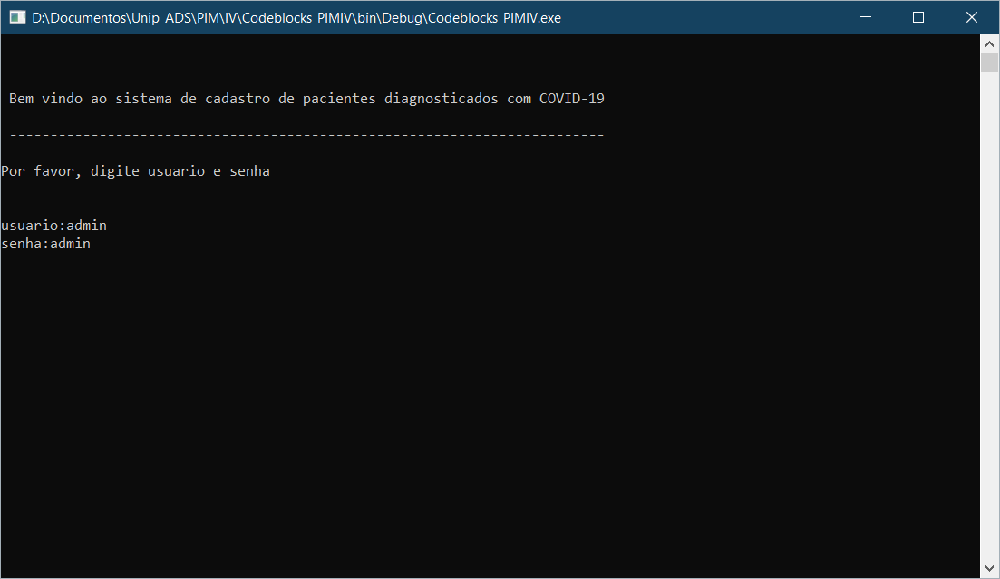 D:\Documentos\Unip_ADS\PIM\IV\Codeblocks_PIMIV\bin\Debug\Codeblocks_PIMIV.exe
-------------------------------------------------------------------------
Bem vindo ao sistema de cadastro de pacientes diagnosticados com COVID-19
-------------------------------------------------------------------------
Por favor, digite usuario e senha
usuario:admin
senha:admin